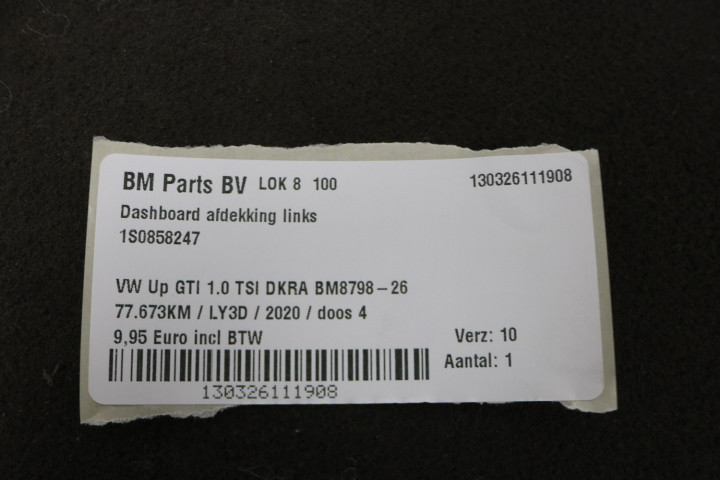 BM Parts BV LOK 8 100 130326111908
Dashboard afdekking links
1S0858247
VW Up GTI 1.0 TSI DKRA BM8798-26
77.673KM / LY3D / 2020 / doos 4
9,95 Euro incl BTW Verz: 10
Aantal: 1
130326111908